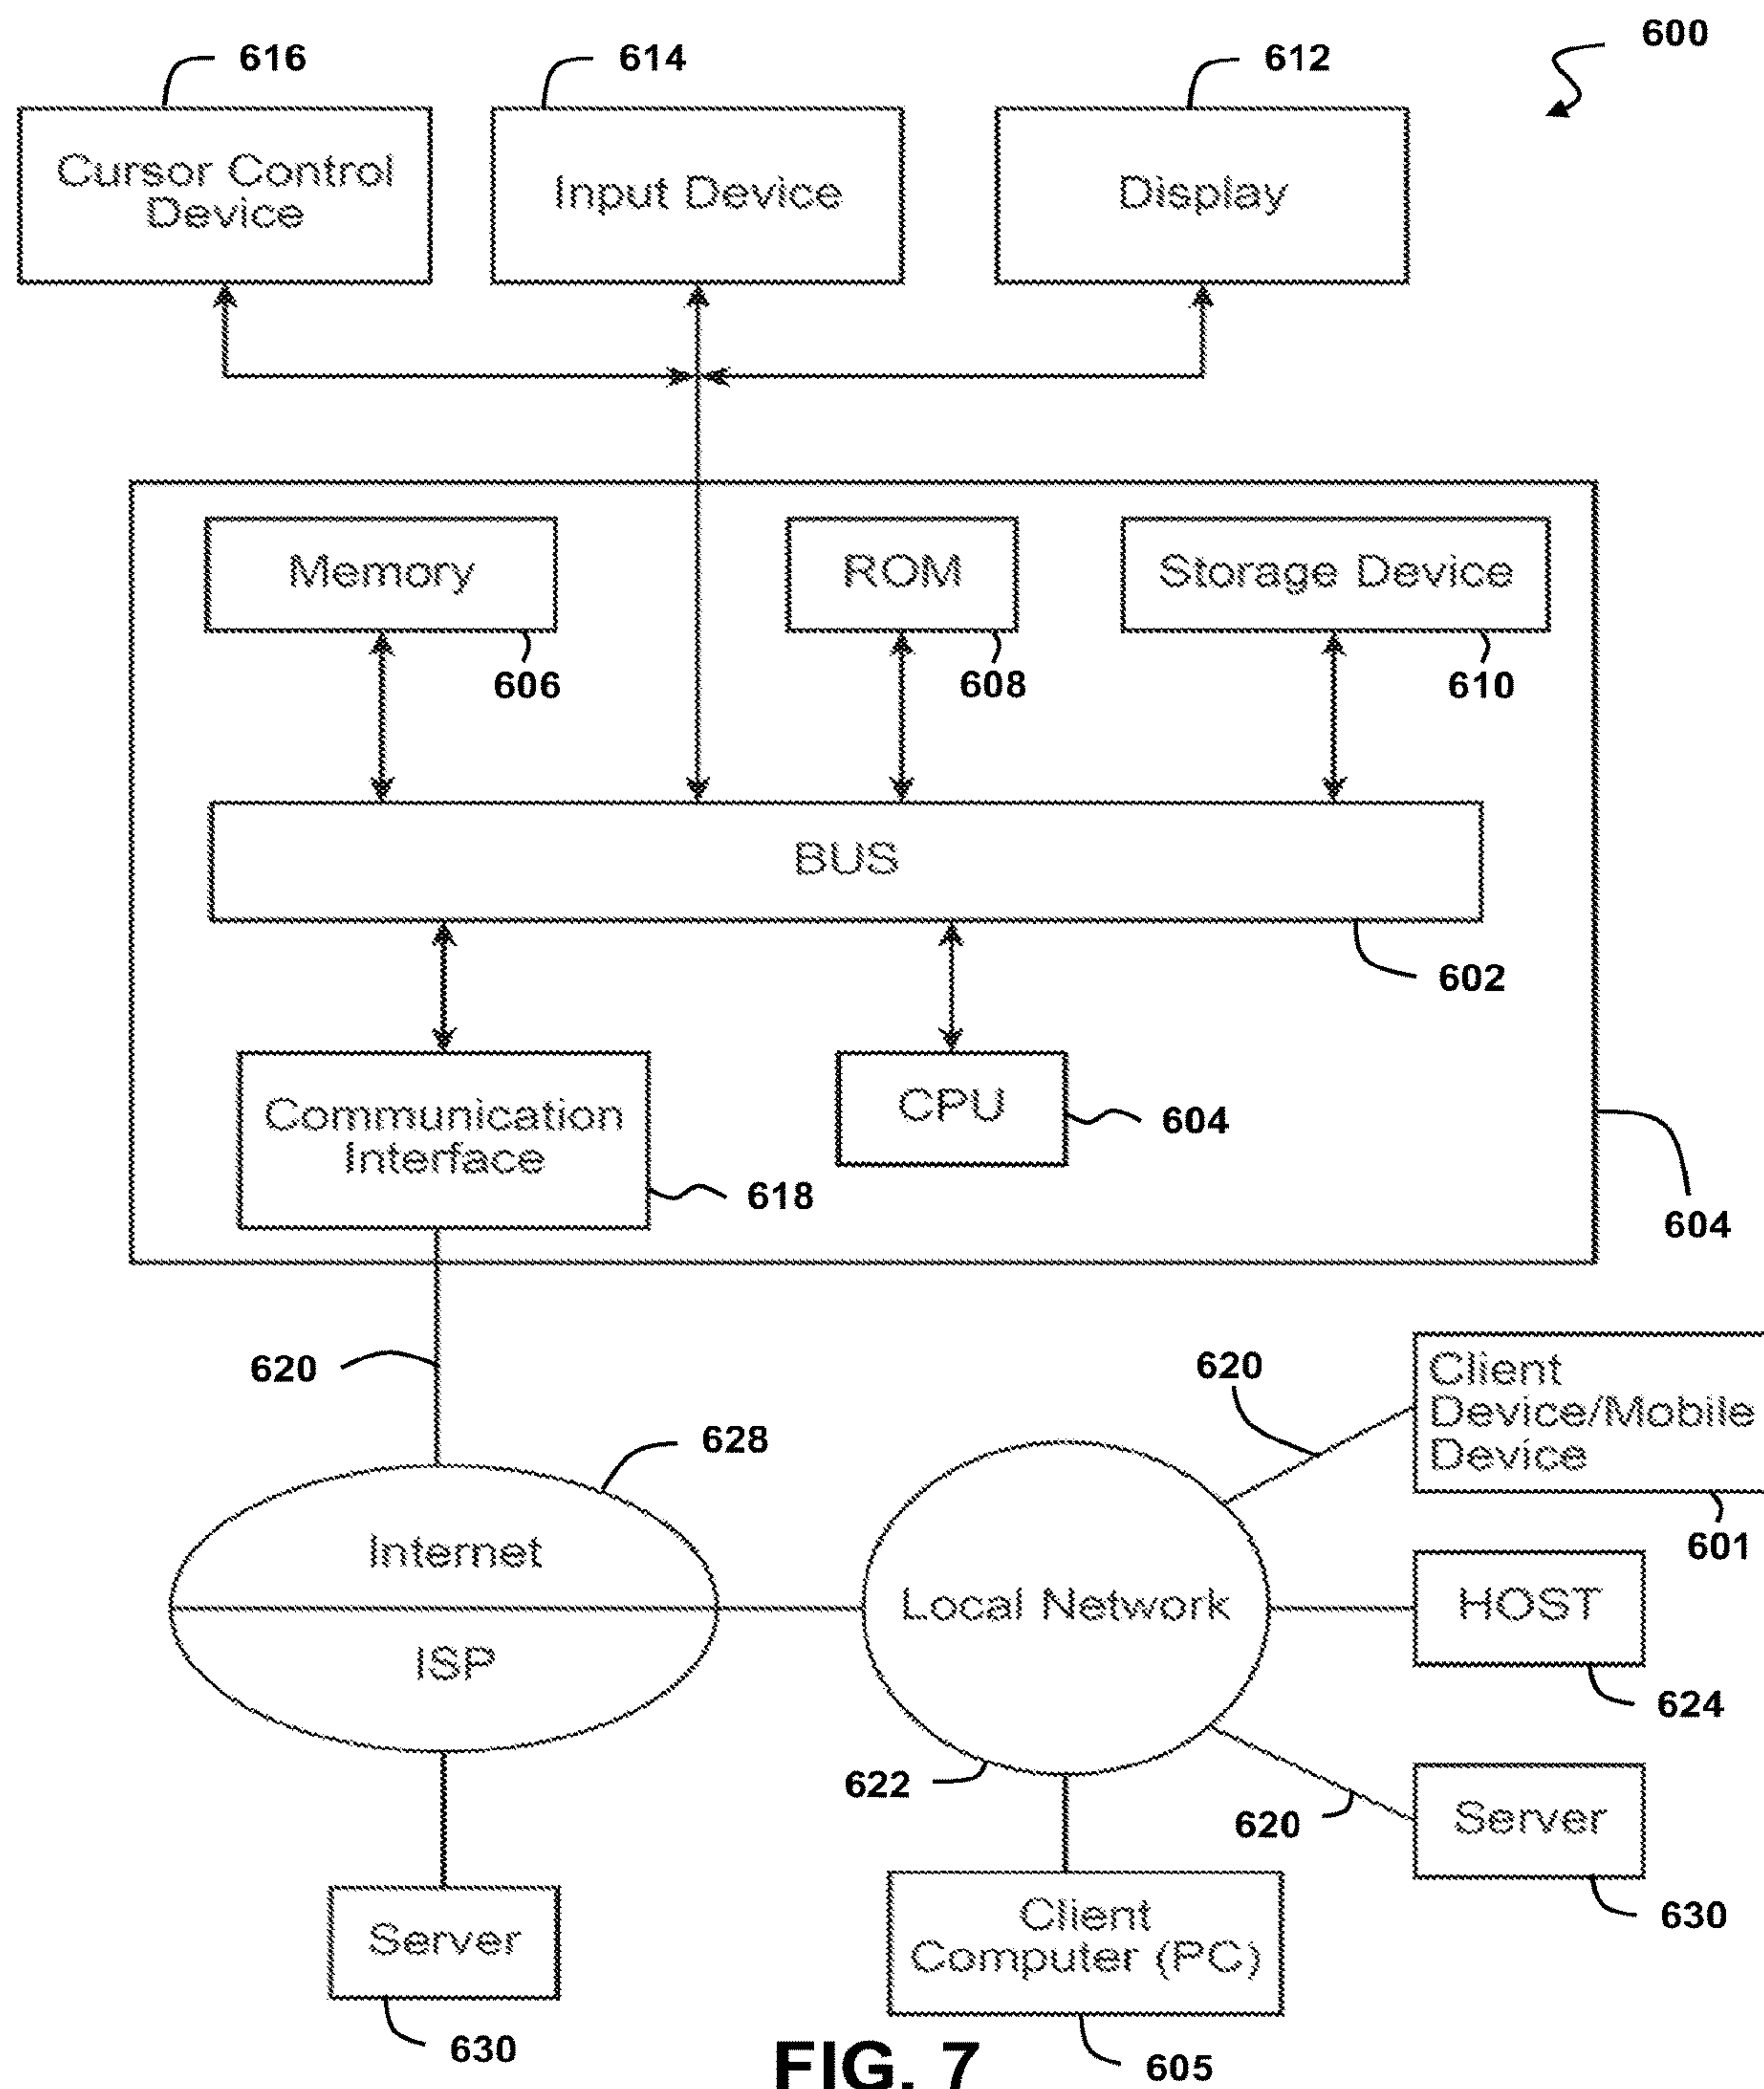 600
616
614
612
Cursor Control
Device
Input Device
Display
Memory
ROM
Storage Device
606
608
610
BUS
602
Communication
Interface
CPU
604
618
604
620
620
Client
Device/Mobile
Device
628
601
Internet
ISP
Local Network
HOST
624
622
620
Server
630
Server
630
Client
Computer (PC)
605
FIG. 7